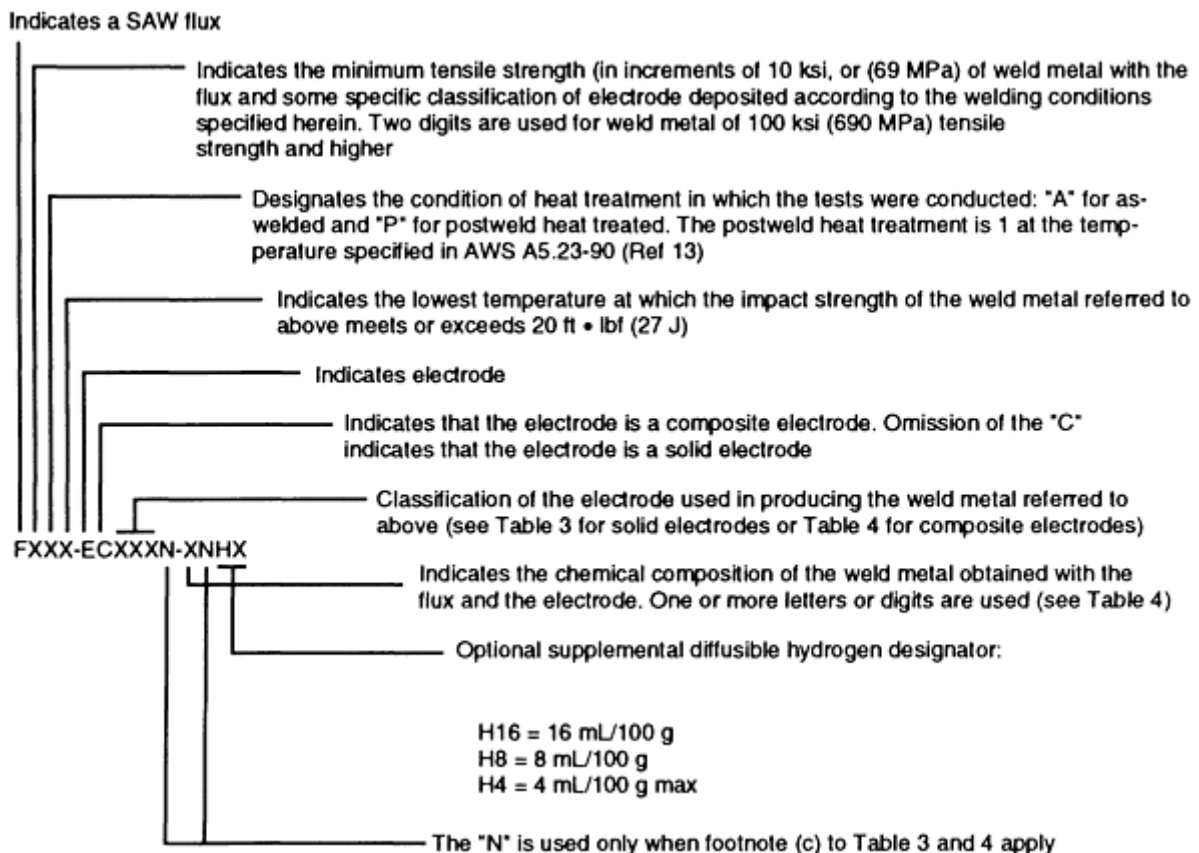 Indicates a SAW flux
Indicates the minimum tensile strength (in increments of 10 ksi, or (69 MPa) of weld metal with the
flux and some specific classification of electrode deposited according to the welding conditions
specified herein. Two digits are used for weld metal of 100 ksi (690 MPa) tensile
strength and higher
Designates the condition of heat treatment in which the tests were conducted: "A" for as-
welded and "P" for postweld heat treated. The postweld heat treatment is 1 at the temp-
perature specified in AWS A5.23-90 (Ref 13)
Indicates the lowest temperature at which the impact strength of the weld metal referred to
above meets or exceeds 20 ft • lbf (27 J)
Indicates electrode
Indicates that the electrode is a composite electrode. Omission of the "C"
indicates that the electrode is a solid electrode
Classification of the electrode used in producing the weld metal referred to
above (see Table 3 for solid electrodes or Table 4 for composite electrodes)
FXXX-ECXXXN-XNHX
Indicates the chemical composition of the weld metal obtained with the
flux and the electrode. One or more letters or digits are used (see Table 4)
Optional supplemental diffusible hydrogen designator:
H16 = 16 mL/100 g
H8 = 8 mL/100 g
H4 = 4 mL/100 g max
The "N" is used only when footnote (c) to Table 3 and 4 apply